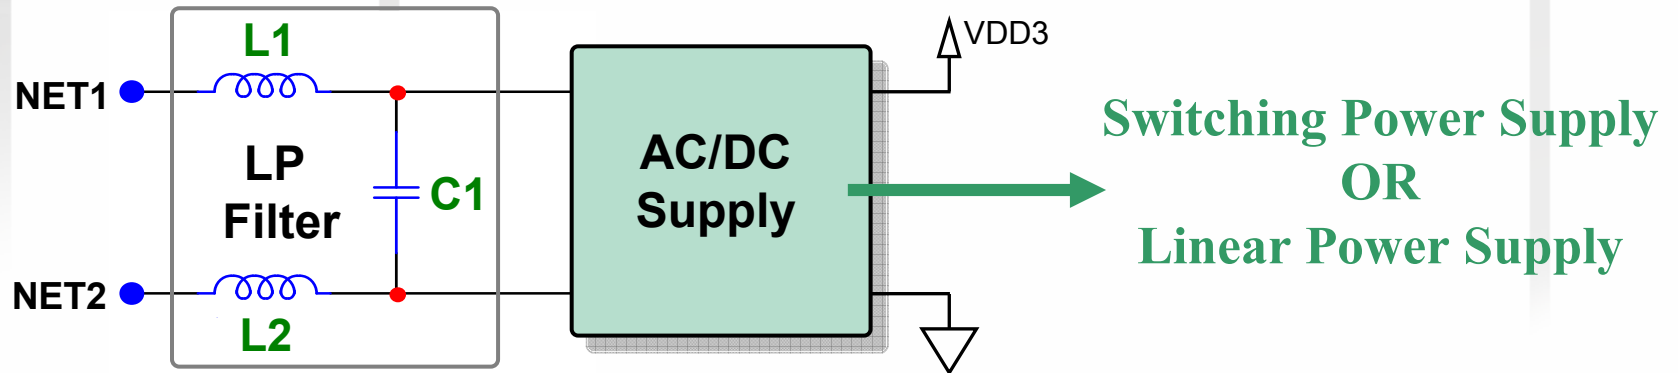 L1
VDD3
NET1
LP
Filter
C1
AC/DC
Supply
Switching Power Supply
OR
Linear Power Supply
NET2
L2